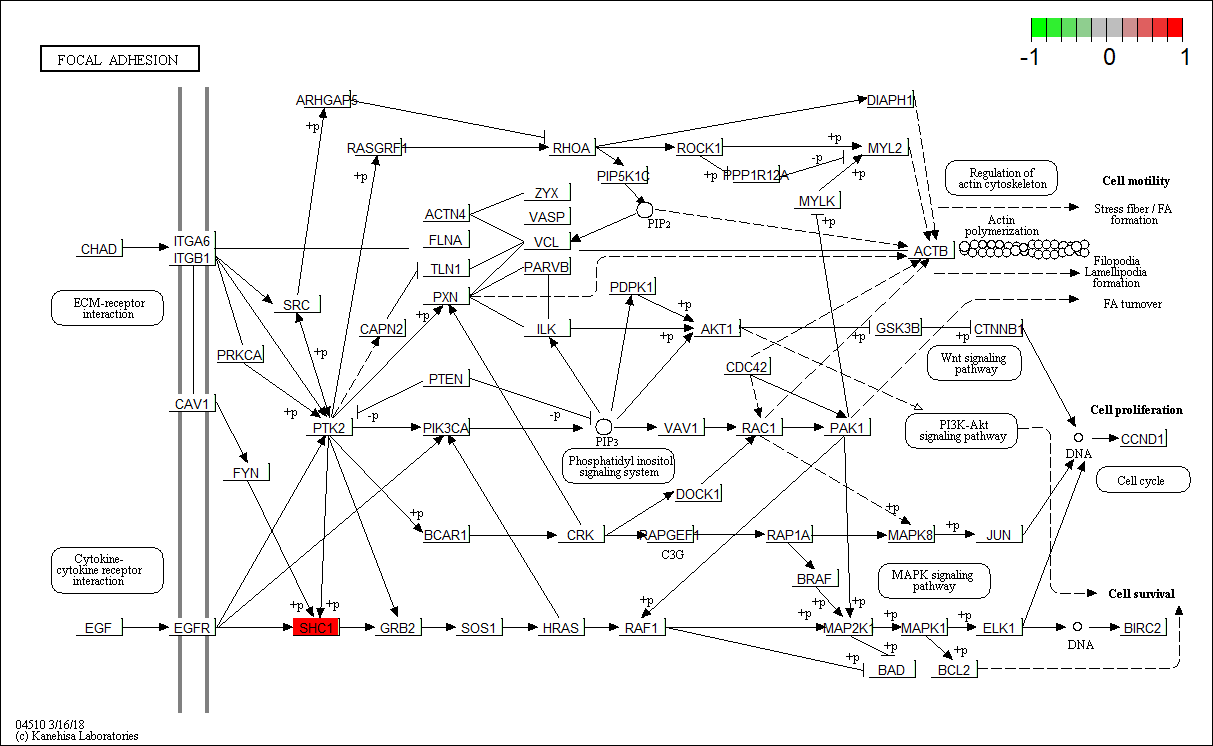 -1 0 1
FOCAL ADHESION
ARHGAP5
DIAPH1
+p
RASGRF1
RHOA
ROCK1
+p
MYL2
+p
-p
+p
PIP5K1C
+p
PPP1R12A
Regulation of
actin cytoskeleton
Cell motility
ZYX
MYLK
ACTN4
VASP
PIP2
+p
Stress fiber / FA
formation
Actin
polymerization
CHAD
ITGA6
ITGB1
FLNA
VCL
ACTB
TLN1
PARVB
Filopodia
Lamellipodia
formation
ECM-receptor
interaction
SRC
PXN
PDPK1
FA turnover
+p
+p
CAPN2
ILK
AKT1
GSK3B
CTNNB1
+p
+p
+p
PRKCA
+p
Wnt signaling
pathway
PTEN
CDC42
CAV1
+p
-p
-p
Cell proliferation
PTK2
PIK3CA
PIP3
VAV1
RAC1
PAK1
PI3K-Akt
signaling pathway
CCND1
DNA
FYN
Phosphatidyl inositol
signaling system
Cell cycle
DOCK1
+p
+p
BCAR1
CRK
RAPGEF1
RAP1A
MAPK8
+p
JUN
C3G
Cytokine-
cytokine receptor
interaction
BRAF
MAPK signaling
pathway
Cell survival
+p
+p
+p
+p
+p
+p
EGF
EGFR
SHC1
GRB2
SOS1
HRAS
RAF1
MAP2K1
+p
MAPK1
+p
ELK1
DNA
BIRC2
+p
+p
+p
BAD
BCL2
04510 3/16/18
(c) Kanehisa Laboratories